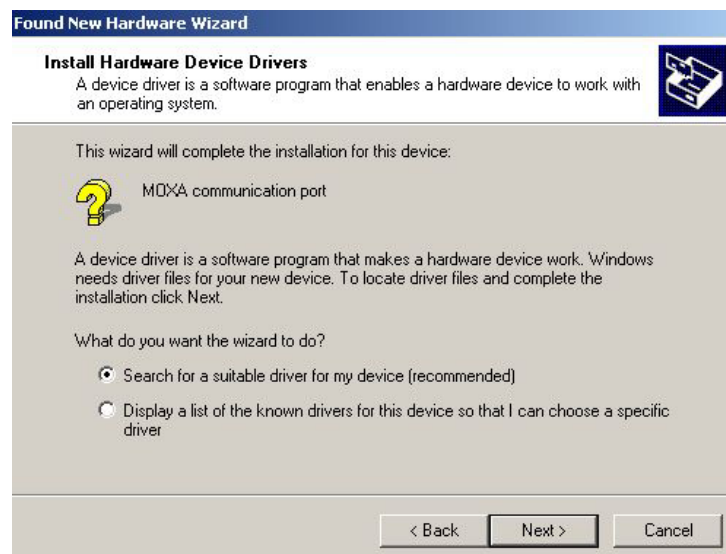 Found New Hardware Wizard
Install Hardware Device Drivers
A device driver is a software program that enables a hardware device to work with
an operating system.
This wizard will complete the installation for this device:
MOXA communication port
A device driver is a software program that makes a hardware device work. Windows
needs driver files for your new device. To locate driver files and complete the
installation click Next.
What do you want the wizard to do?
Search for a suitable driver for my device (recommended)
Display a list of the known drivers for this device so that I can choose a specific
driver
< Back Next > Cancel